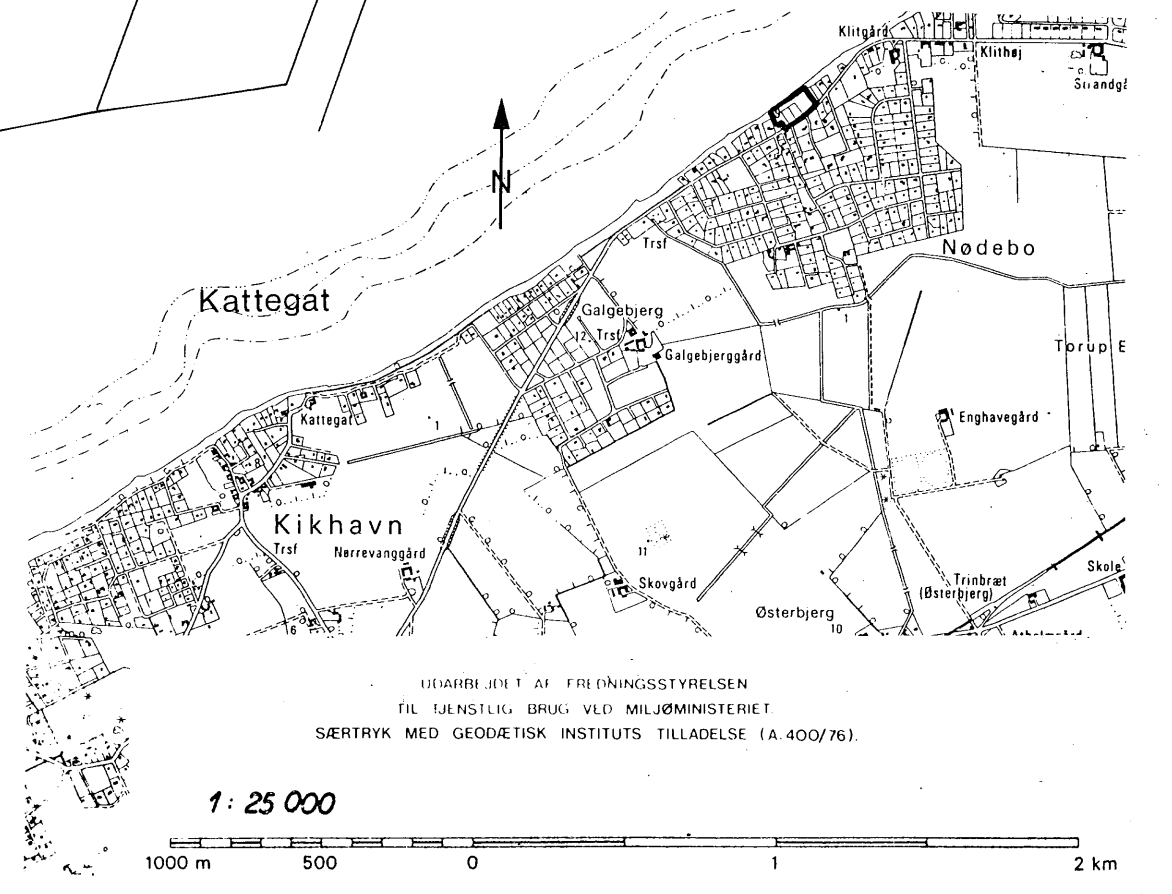 Klitgård
Klithøj
Strandgå
N
Trsf
Nødebo
Kattegat
Galgebjerg
12.
Trsf
1
Torup E
Galgebjerggård
Kattegat
1
Enghavegård
Kikhavn
Trsf
Nørrevanggård
11
Skovgård
Trinbræt
(Østerbjerg)
Skole
Østerbjerg
10
6
UDARBEJDET AF FREDNINGSSTYRELSEN
TIL TJENSTLIG BRUG VED MILJØMINISTERIET.
SÆRTRYK MED GEODÆTISK INSTITUTS TILLADELSE (A.400/76).
1: 25 000
1000 m 500 0 1 2 km